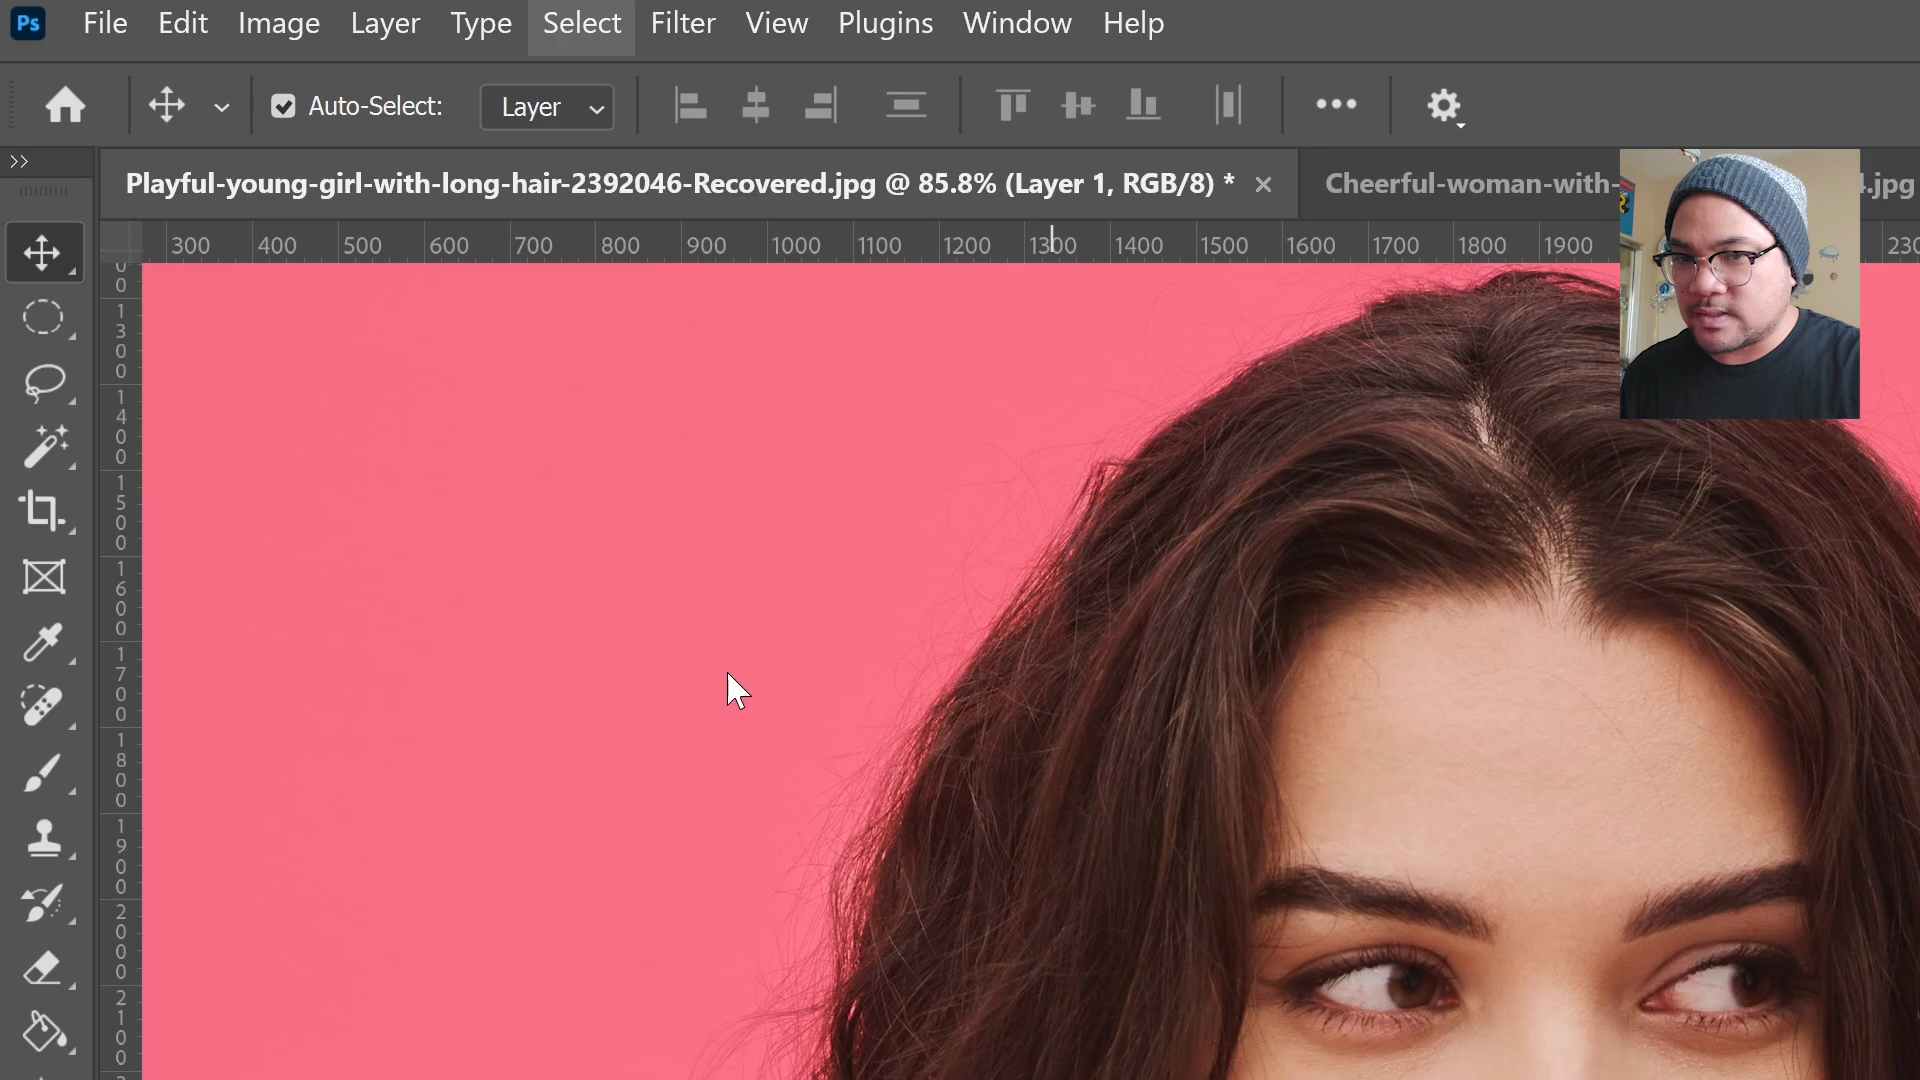 Ps File Edit Image Layer Type Select Filter View Plugins Window Help
Auto-Select: Layer
Playful-young-girl-with-long-hair-2392046-Recovered.jpg @ 85.8% (Layer 1, RGB/8) *
Cheerful-woman-with-
.jpg
300 400 500 600 700 800 900 1000 1100 1200 1300 1400 1500 1600 1700 1800 1900 230
1300
1400
1500
1600
1700
1800
1900
2000
2100